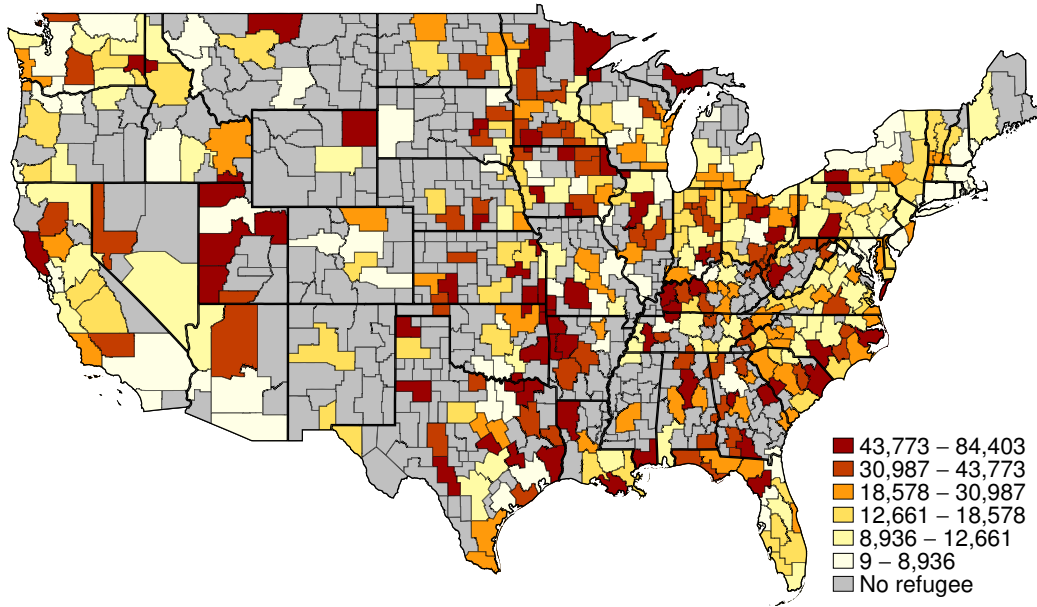 43,773 − 84,403
30,987 − 43,773
18,578 − 30,987
12,661 − 18,578
8,936 − 12,661
9 − 8,936
No refugee